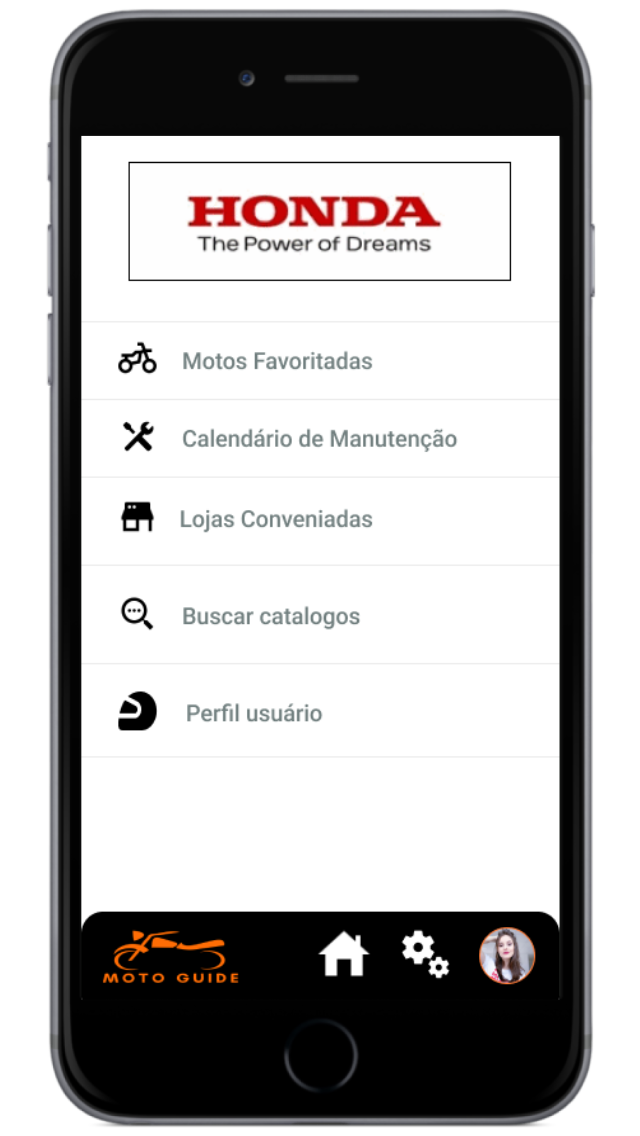 HONDA
The Power of Dreams
Motos Favoritadas
Calendário de Manutenção
Lojas Conveniadas
Buscar catalogos
Perfil usuário
MOTO GUIDE